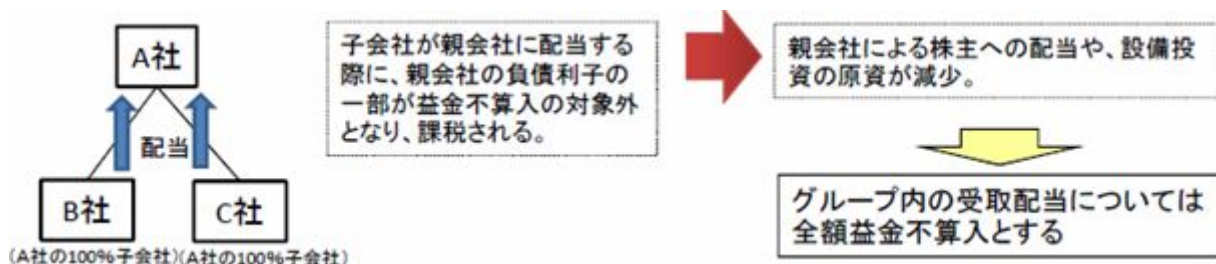 A社
配当
B社
C社
(A社の100%子会社)(A社の100%子会社)
子会社が親会社に配当する
際に、親会社の負債利子の
一部が益金不算入の対象外
となり、課税される。
親会社による株主への配当や、設備投
資の原資が減少。
グループ内の受取配当については
全額益金不算入とする